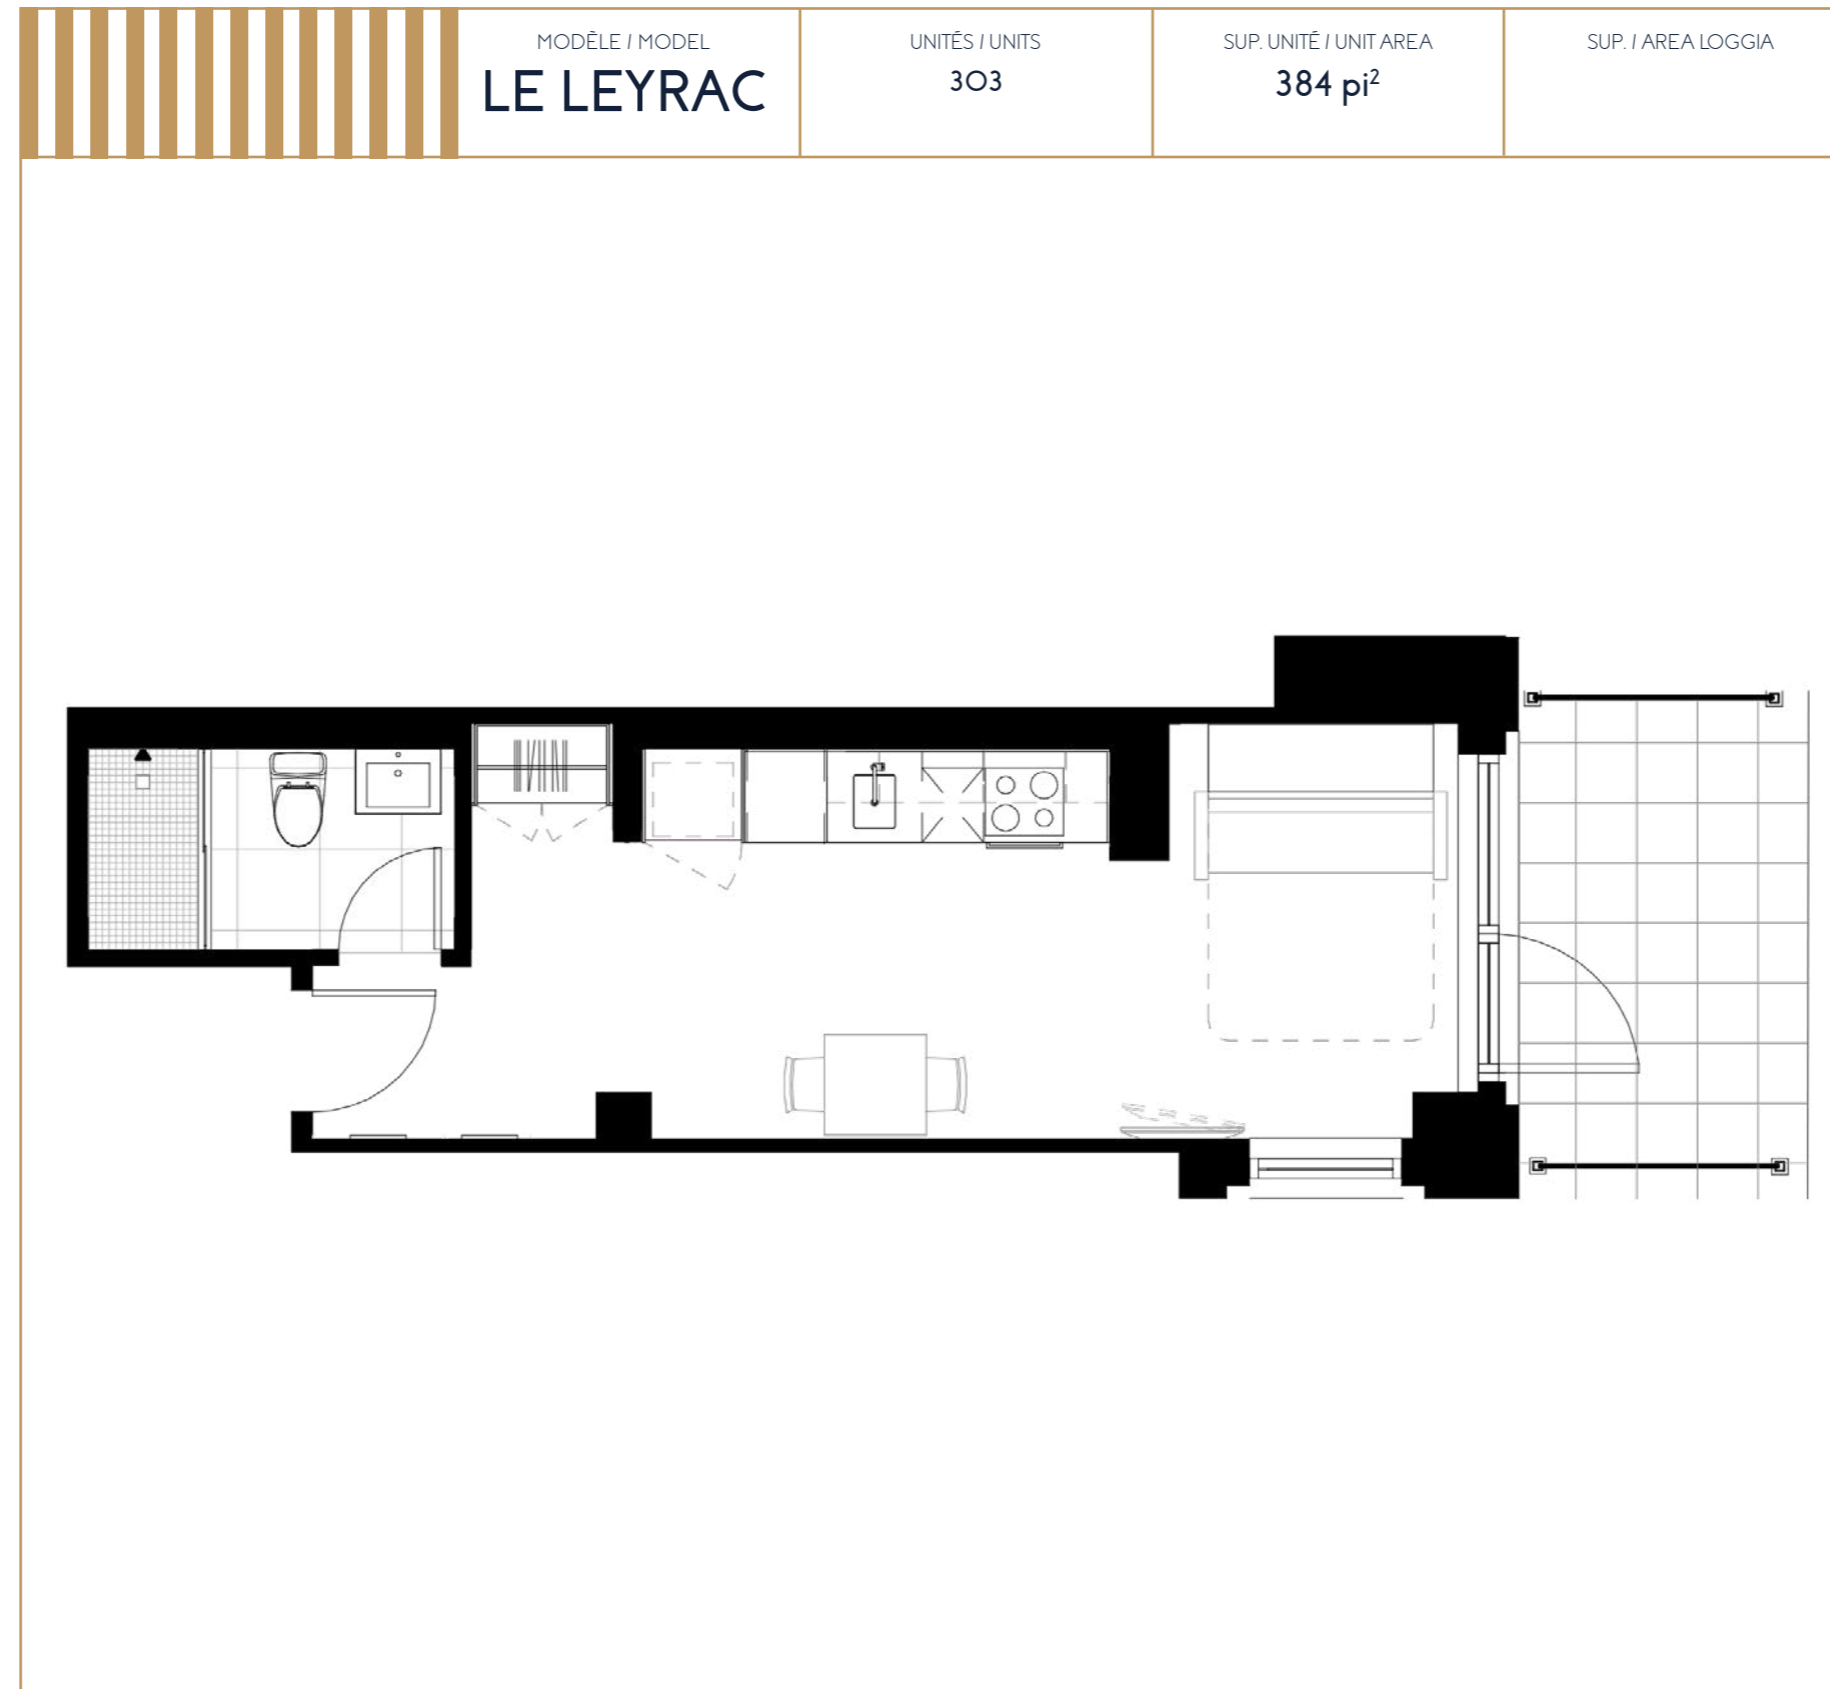 MODÈLE / MODEL
LE LEYRAC
UNITÉS / UNITS
303
SUP. UNITÉ / UNIT AREA
384 pi²
SUP. / AREA LOGGIA